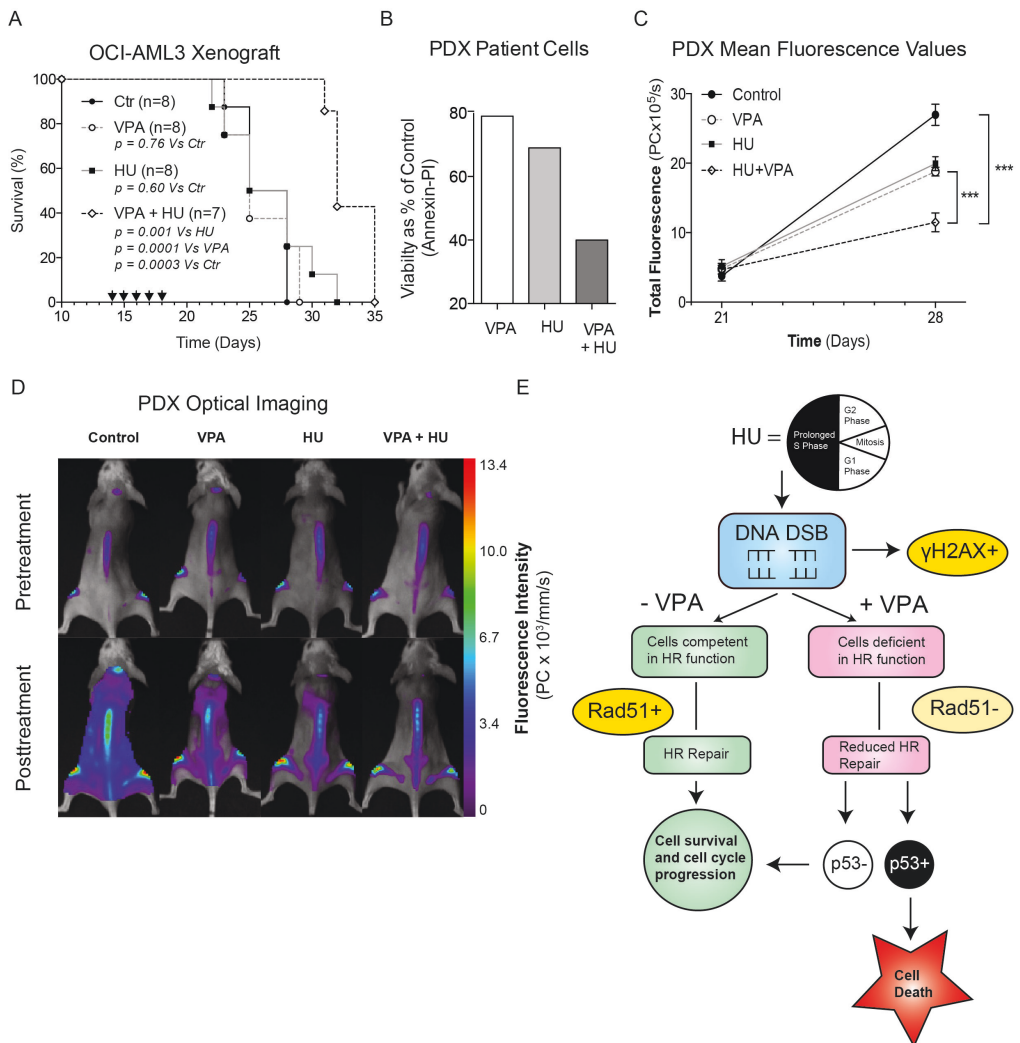 A
OCI-AML3 Xenograft
Survival (%)
100
80
60
40
20
0
Ctr (n=8)
VPA (n=8)
p = 0.76 Vs Ctr
HU (n=8)
p = 0.60 Vs Ctr
VPA + HU (n=7)
p = 0.001 Vs HU
p = 0.0001 Vs VPA
p = 0.0003 Vs Ctr
10
15
20
25
30
35
Time (Days)
B
PDX Patient Cells
Viabiilty as % of Control
(Annexin-PI)
80
60
40
20
VPA
HU
VPA
+ HU
C
PDX Mean Fluorescence Values
Total Fluorescence (PCx10⁵/s)
30
20
10
0
Control
VPA
HU
HU+VPA
***
***
21
28
Time (Days)
D
PDX Optical Imaging
Control
VPA
HU
VPA + HU
Pretreatment
Posttreatment
13.4
10.0
6.7
3.4
0
Fluorescence Intensity
(PC x 10³/mm/s)
E
HU =
Prolonged
S Phase
G2
Phase
Mitosis
G1
Phase
DNA DSB
γH2AX+
- VPA
+ VPA
Cells competent
in HR function
Cells deficient
in HR function
Rad51+
Rad51-
HR Repair
Reduced HR
Repair
Cell survival
and cell cycle
progression
p53-
p53+
Cell
Death